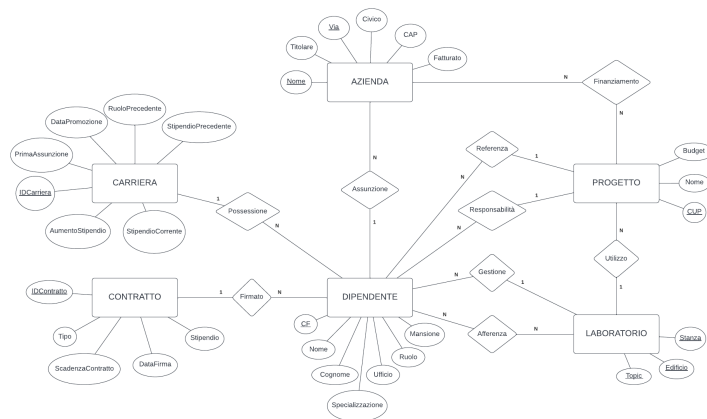 Via
Civico
Titolare
CAP
Fatturato
Nome
AZIENDA
N
Finanziamento
N
N
RuoloPrecedente
DataPromozione
StipendioPrecedente
PrimaAssunzione
CARRIERA
IDCarriera
AumentoStipendio
StipendioCorrente
1
Possessione
N
Assunzione
1
Referenza
N
1
Responsabilità
N
1
PROGETTO
Budget
Nome
CUP
N
Utilizzo
1
IDContratto
CONTRATTO
1
Firmato
N
DIPENDENTE
Tipo
ScadenzaContratto
DataFirma
Stipendio
CF
Nome
Cognome
Specializzazione
Ufficio
Ruolo
Mansione
N
Gestione
1
N
Afferenza
N
LABORATORIO
Stanza
Edificio
Topic